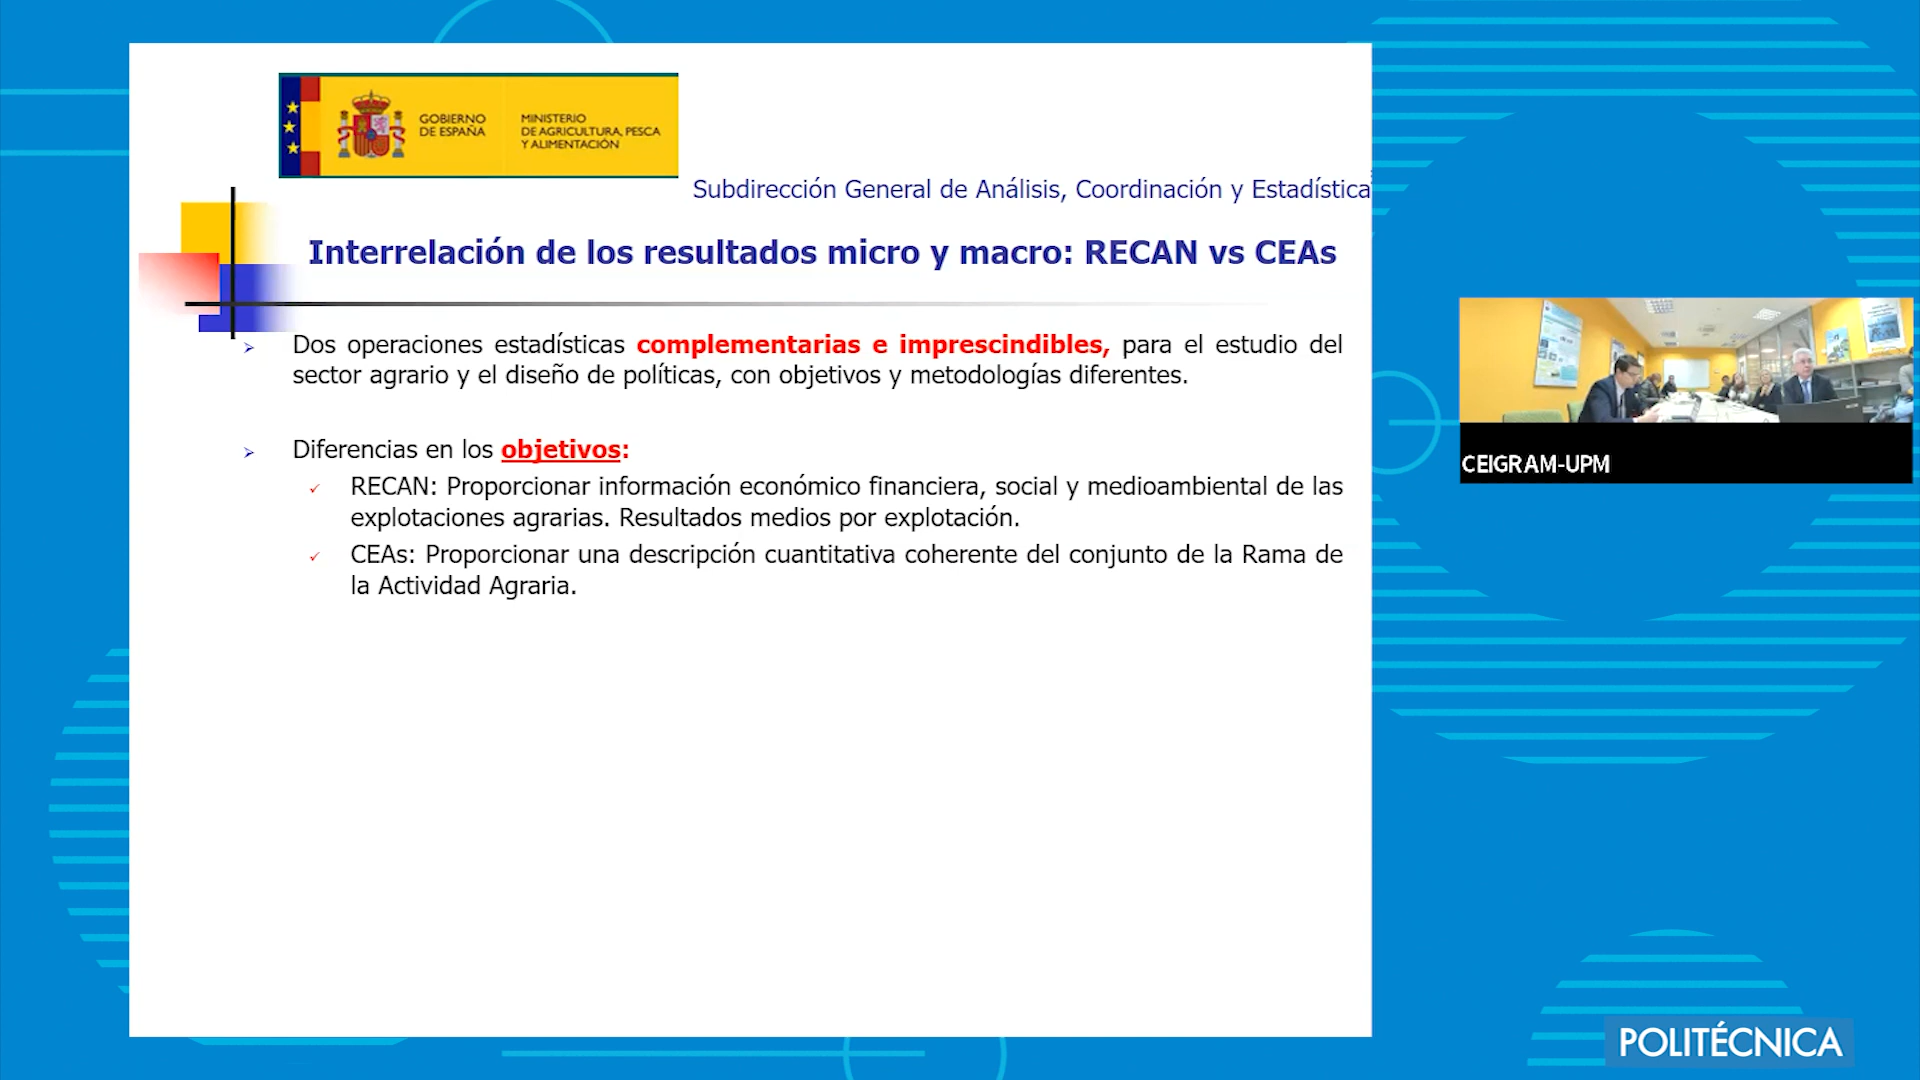 GOBIERNO
DE ESPAÑA
MINISTERIO
DE AGRICULTURA, PESCA
Y ALIMENTACIÓN
Subdirección General de Análisis, Coordinación y Estadística
Interrelación de los resultados micro y macro: RECAN vs CEAs
Dos operaciones estadísticas complementarias e imprescindibles, para el estudio del
sector agrario y el diseño de políticas, con objetivos y metodologías diferentes.
Diferencias en los objetivos:
RECAN: Proporcionar información económico financiera, social y medioambiental de las
explotaciones agrarias. Resultados medios por explotación.
CEAs: Proporcionar una descripción cuantitativa coherente del conjunto de la Rama de
la Actividad Agraria.
CEIGRAM-UPM
POLITÉCNICA